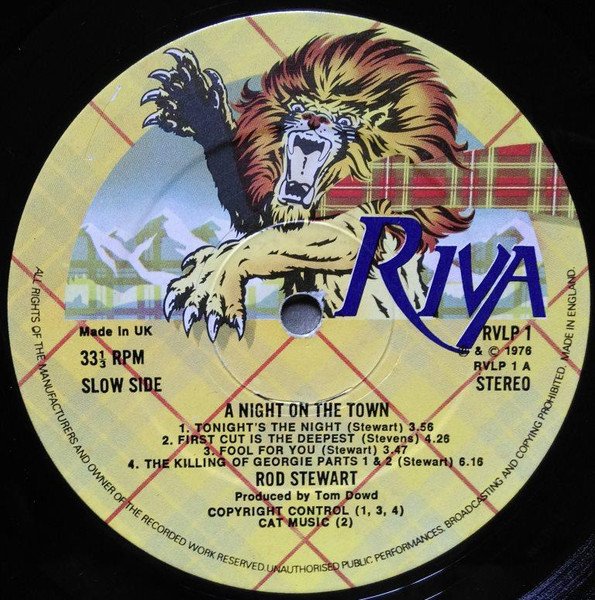 RIVA
Made in UK
33⅓ RPM
SLOW SIDE
RVLP 1
℗ & © 1976
RVLP 1 A
STEREO
A NIGHT ON THE TOWN
1. TONIGHT'S THE NIGHT (Stewart) 3.56
2. FIRST CUT IS THE DEEPEST (Stevens) 4.26
3. FOOL FOR YOU (Stewart) 3.47
4. THE KILLING OF GEORGIE PARTS 1 & 2 (Stewart) 6.16
ROD STEWART
Produced by Tom Dowd
COPYRIGHT CONTROL (1, 3, 4)
CAT MUSIC (2)
ALL RIGHTS OF THE MANUFACTURERS AND OWNER OF THE RECORDED WORK RESERVED. UNAUTHORISED PUBLIC PERFORMANCES, BROADCASTING AND COPYING PROHIBITED. MADE IN ENGLAND.